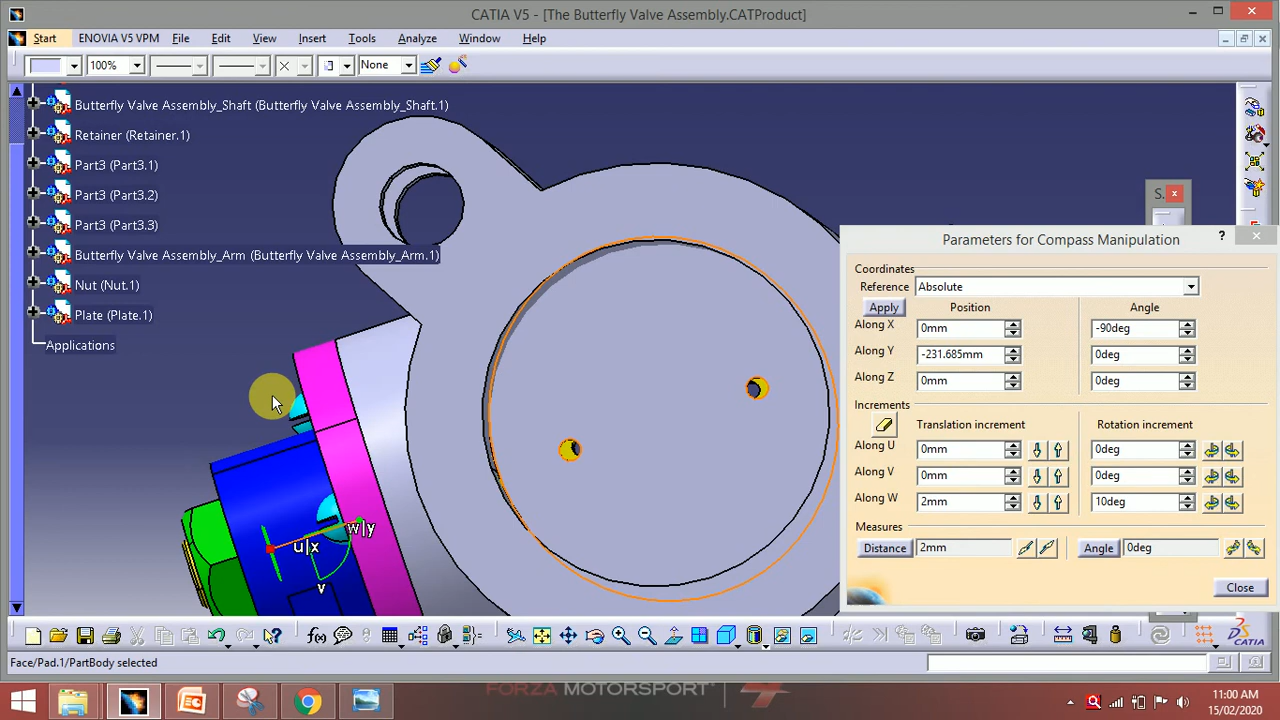 CATIA V5 - [The Butterfly Valve Assembly.CATProduct]
Start ENOVIA V5 VPM File Edit View Insert Tools Analyze Window Help
100% None
Butterfly Valve Assembly_Shaft (Butterfly Valve Assembly_Shaft.1)
Retainer (Retainer.1)
Part3 (Part3.1)
Part3 (Part3.2)
Part3 (Part3.3)
Butterfly Valve Assembly_Arm (Butterfly Valve Assembly_Arm.1)
Nut (Nut.1)
Plate (Plate.1)
Applications
w|y
u|x
v
S...
Parameters for Compass Manipulation ?
Coordinates
Reference Absolute
Apply Position Angle
Along X 0mm -90deg
Along Y -231.685mm 0deg
Along Z 0mm 0deg
Increments
Translation increment Rotation increment
Along U 0mm 0deg
Along V 0mm 0deg
Along W 2mm 10deg
Measures
Distance 2mm Angle 0deg
Close
f(x)
CATIA
Face/Pad.1/PartBody selected
FORZA MOTORSPORT
11:00 AM
15/02/2020